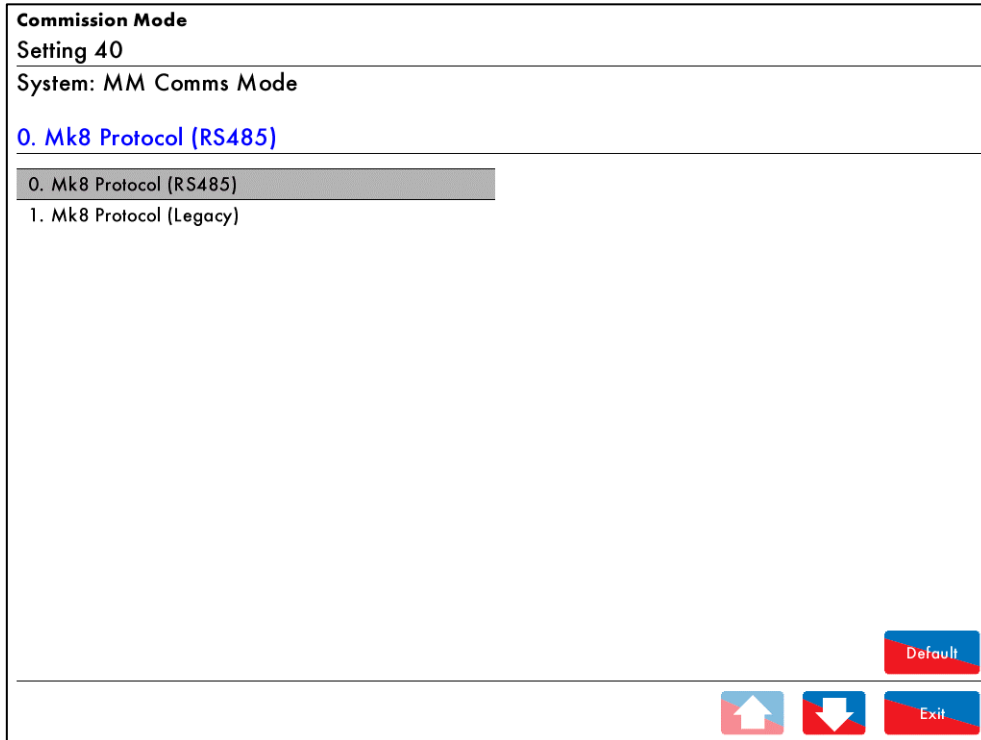 Commission Mode
Setting 40
System: MM Comms Mode
0. Mk8 Protocol (RS485)
0. Mk8 Protocol (RS485)
1. Mk8 Protocol (Legacy)
Default
Exit